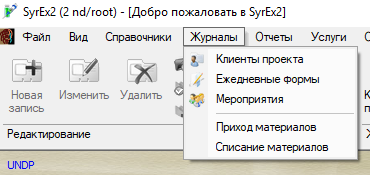 SyrEx2 (2 nd/root) - [Добро пожаловать в SyrEx2]
Файл Вид Справочники Журналы Отчеты Услуги
Клиенты проекта
Ежедневные формы
Мероприятия
Приход материалов
Списание материалов
Новая запись
Изменить
Удалить
Редактирование
UNDP